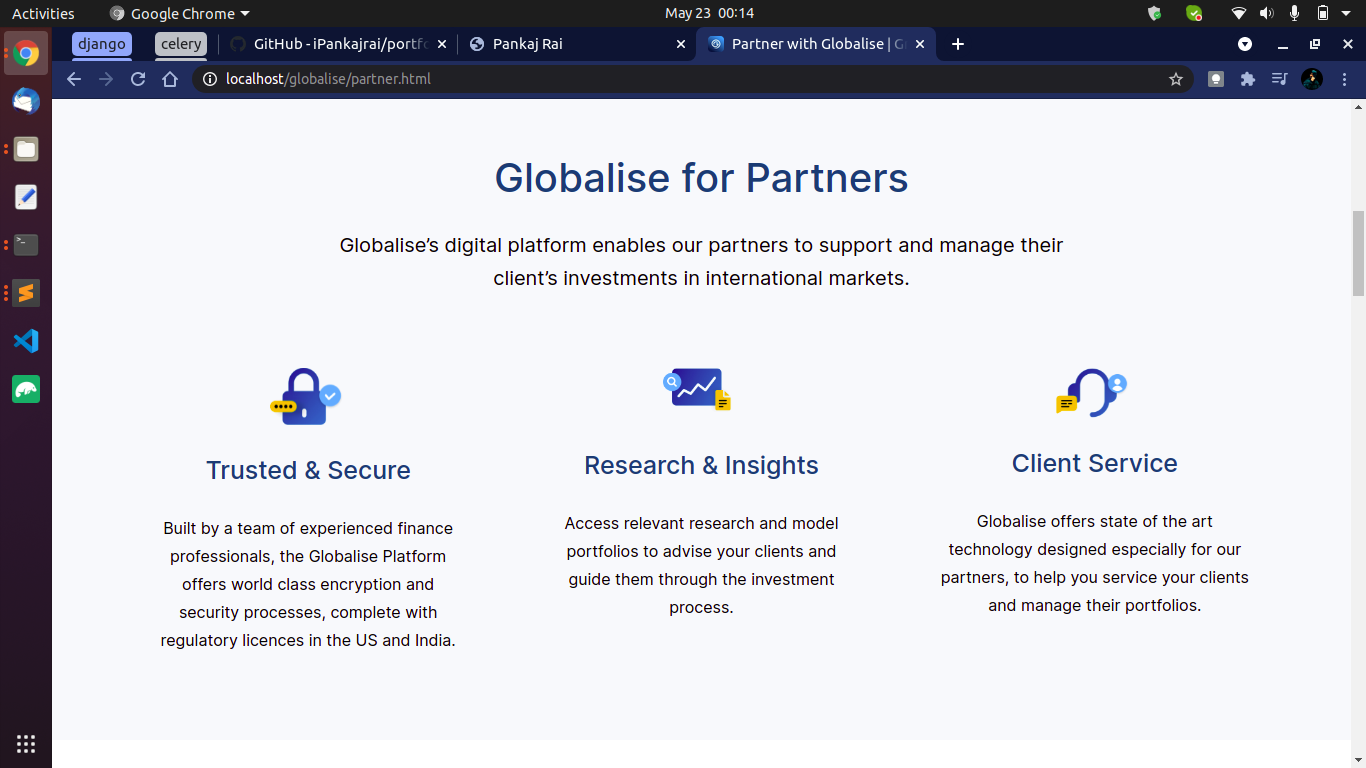 Activities
Google Chrome
May 23 00:14
django
celery
GitHub - iPankajrai/portfo
Pankaj Rai
Partner with Globalise | G
localhost/globalise/partner.html
Globalise for Partners
Globalise’s digital platform enables our partners to support and manage their
client’s investments in international markets.
Trusted & Secure
Built by a team of experienced finance
professionals, the Globalise Platform
offers world class encryption and
security processes, complete with
regulatory licences in the US and India.
Research & Insights
Access relevant research and model
portfolios to advise your clients and
guide them through the investment
process.
Client Service
Globalise offers state of the art
technology designed especially for our
partners, to help you service your clients
and manage their portfolios.